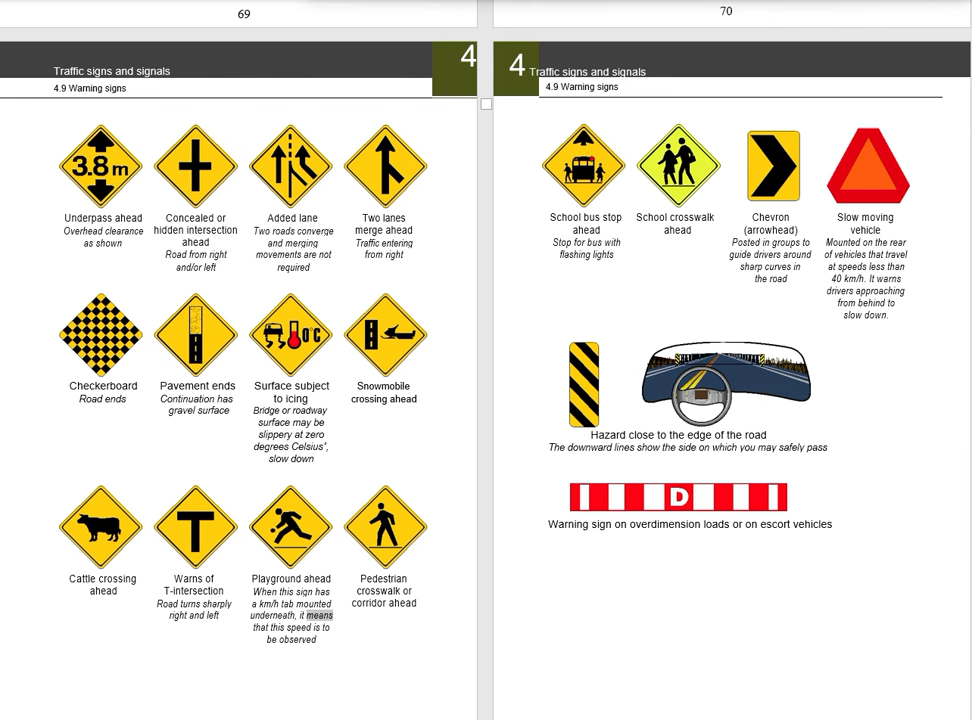 69
70
Traffic signs and signals
4
4.9 Warning signs
3.8 m
Underpass ahead
Overhead clearance
as shown
Concealed or
hidden intersection
ahead
Road from right
and/or left
Added lane
Two roads converge
and merging
movements are not
required
Two lanes
merge ahead
Traffic entering
from right
0°C
Checkerboard
Road ends
Pavement ends
Continuation has
gravel surface
Surface subject
to icing
Bridge or roadway
surface may be
slippery at zero
degrees Celsius°,
slow down
Snowmobile
crossing ahead
Cattle crossing
ahead
Warns of
T-intersection
Road turns sharply
right and left
Playground ahead
When this sign has
a km/h tab mounted
underneath, it means
that this speed is to
be observed
Pedestrian
crosswalk or
corridor ahead
4
Traffic signs and signals
4.9 Warning signs
School bus stop
ahead
Stop for bus with
flashing lights
School crosswalk
ahead
Chevron
(arrowhead)
Posted in groups to
guide drivers around
sharp curves in
the road
Slow moving
vehicle
Mounted on the rear
of vehicles that travel
at speeds less than
40 km/h. It warns
drivers approaching
from behind to
slow down.
Hazard close to the edge of the road
The downward lines show the side on which you may safely pass
D
Warning sign on overdimension loads or on escort vehicles